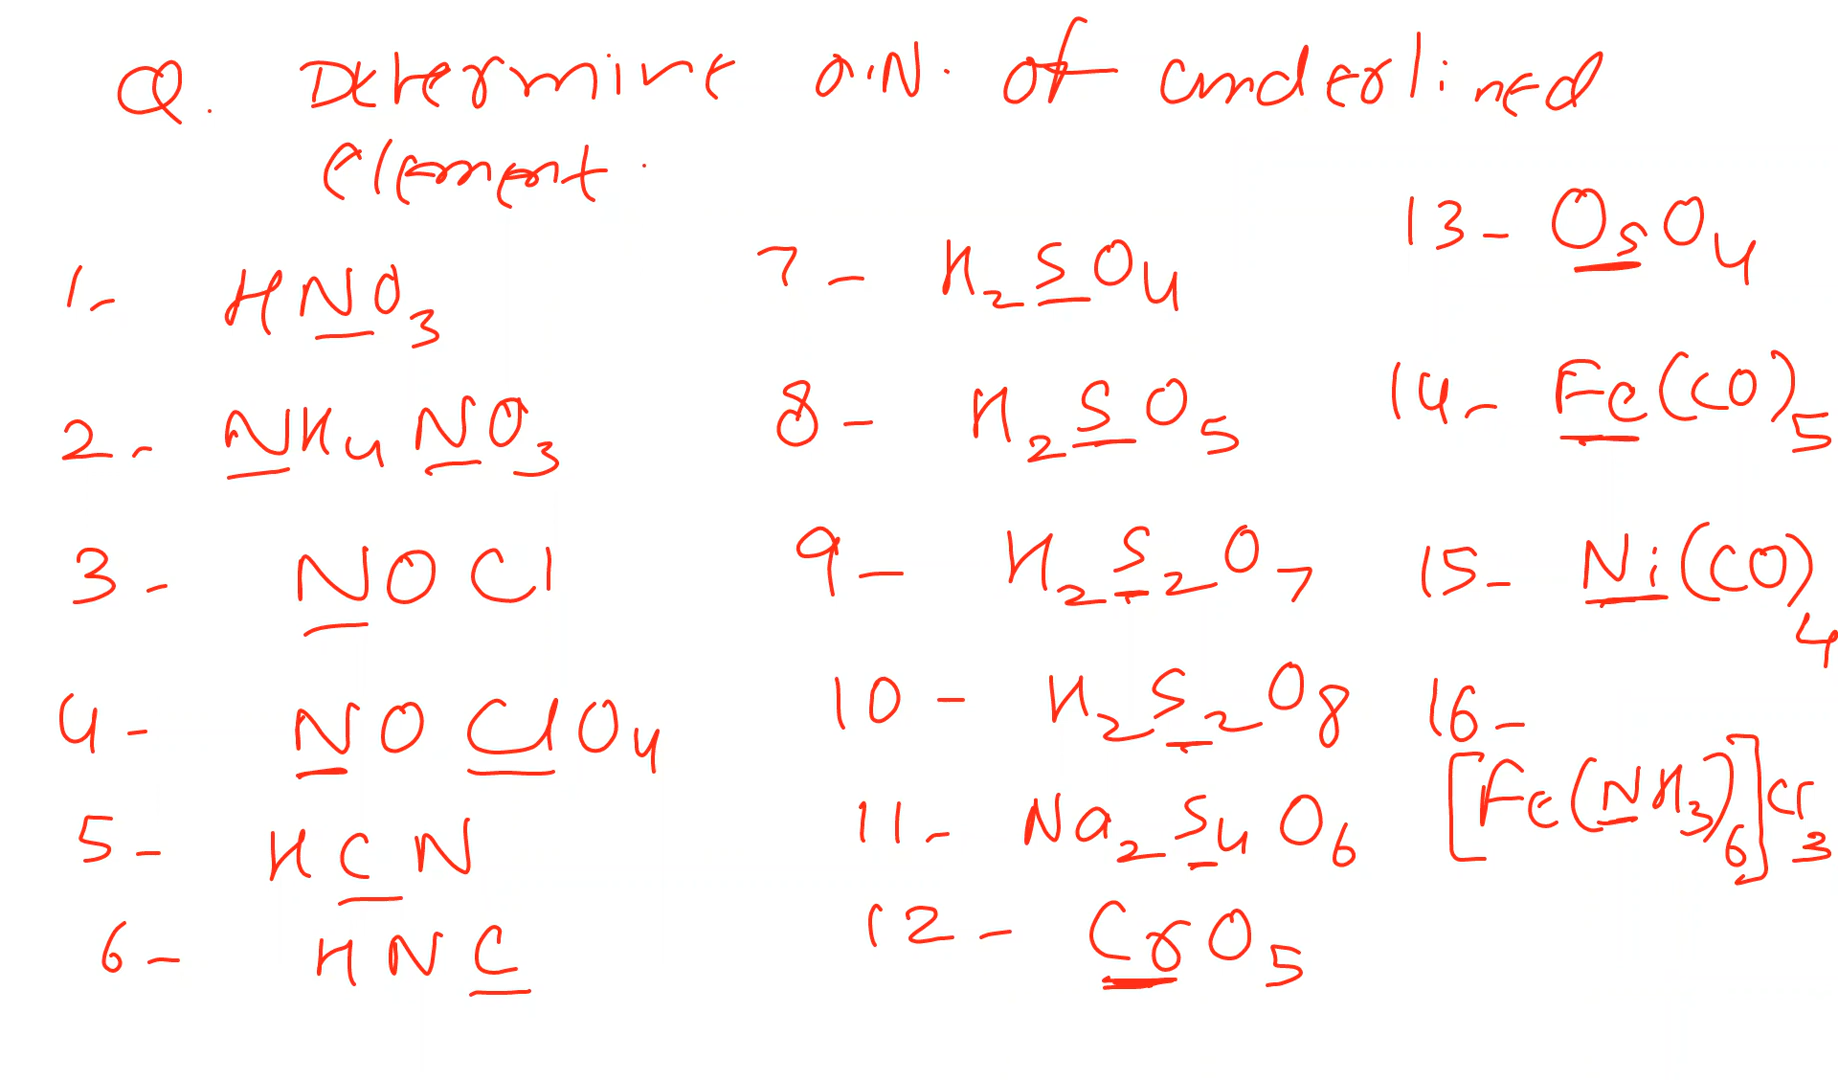 Q. Determine O.N. of underlined
element.
1- HNO3
2- NH4NO3
3- NOCl
4- NOClO4
5- HCN
6- HNC
7- H2SO4
8- H2SO5
9- H2S2O7
10- H2S2O8
11- Na2S4O6
12- CrO5
13- OsO4
14- Fe(CO)5
15- Ni(CO)4
16-
[Fe(NH3)6]Cl3